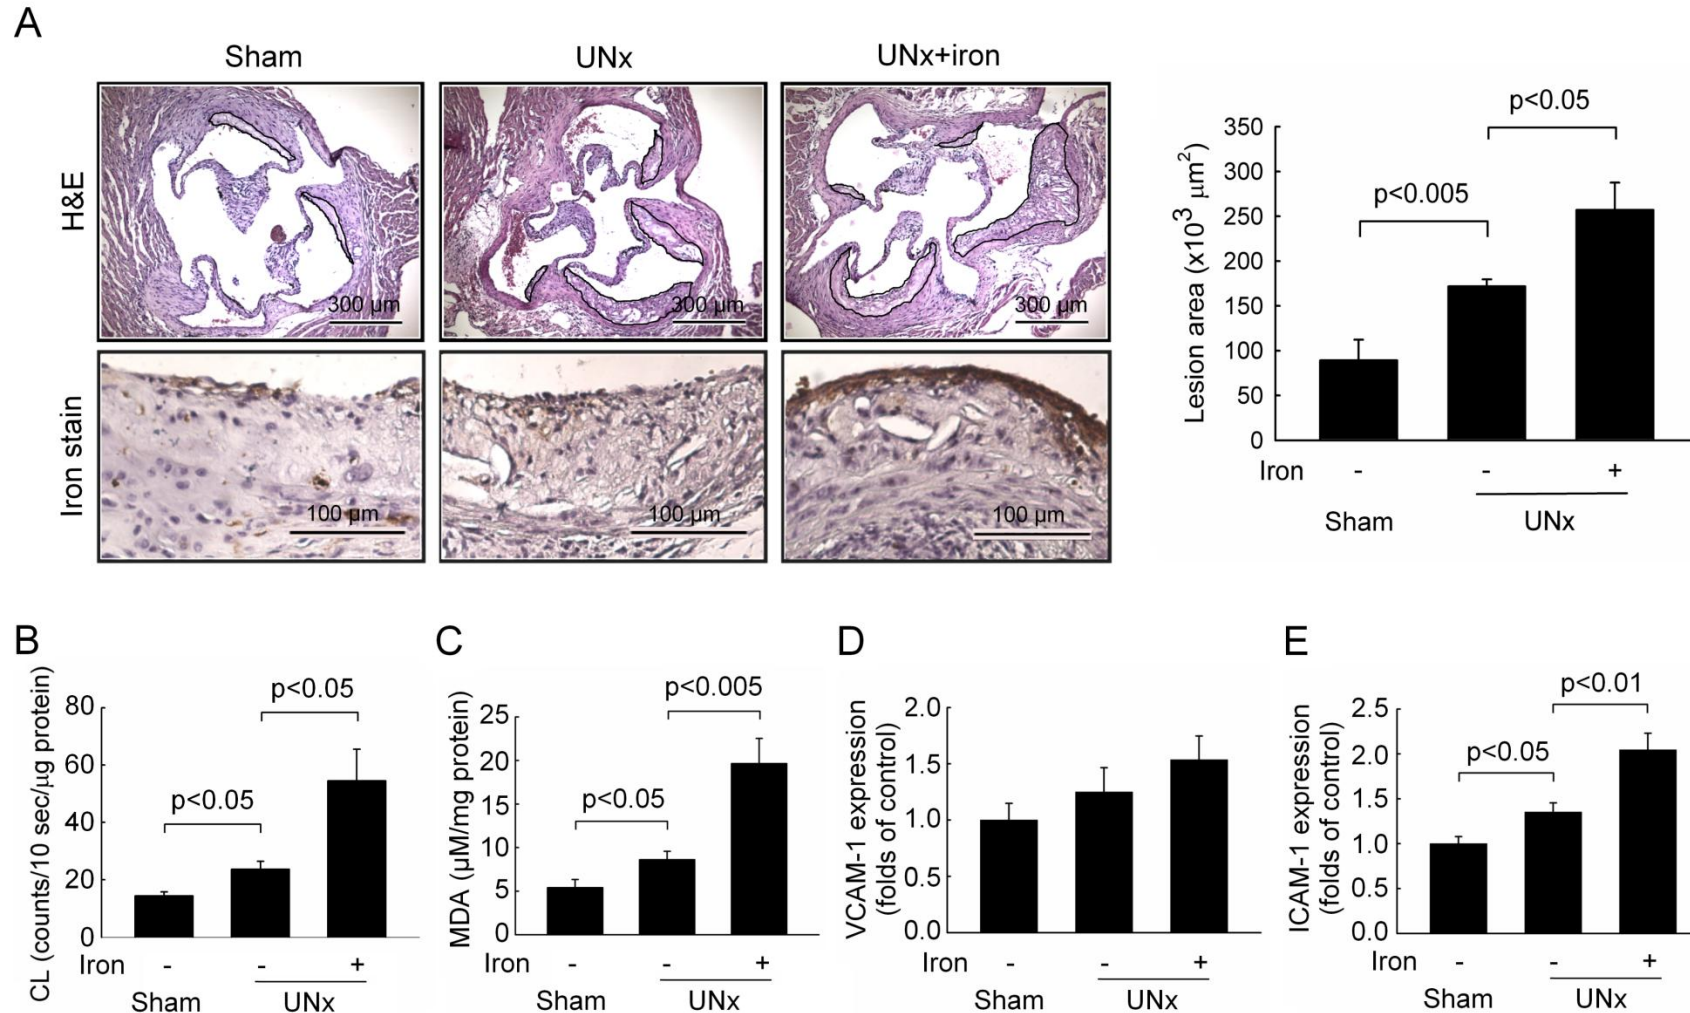 A
Sham
UNx
UNx+iron
H&E
300 µm
300 µm
300 µm
Iron stain
100 µm
100 µm
100 µm
Lesion area (x10³ µm²)
350
300
250
200
150
100
50
0
p<0.005
p<0.05
Iron - - +
Sham UNx
B
CL (counts/10 sec/µg protein)
80
60
40
20
0
p<0.05
p<0.05
Iron - - +
Sham UNx
C
MDA (µM/mg protein)
25
20
15
10
5
0
p<0.005
p<0.05
Iron - - +
Sham UNx
D
VCAM-1 expression
(folds of control)
2.0
1.5
1.0
0.5
0.0
Iron - - +
Sham UNx
E
ICAM-1 expression
(folds of control)
2.5
2.0
1.5
1.0
0.5
0.0
p<0.01
p<0.05
Iron - - +
Sham UNx